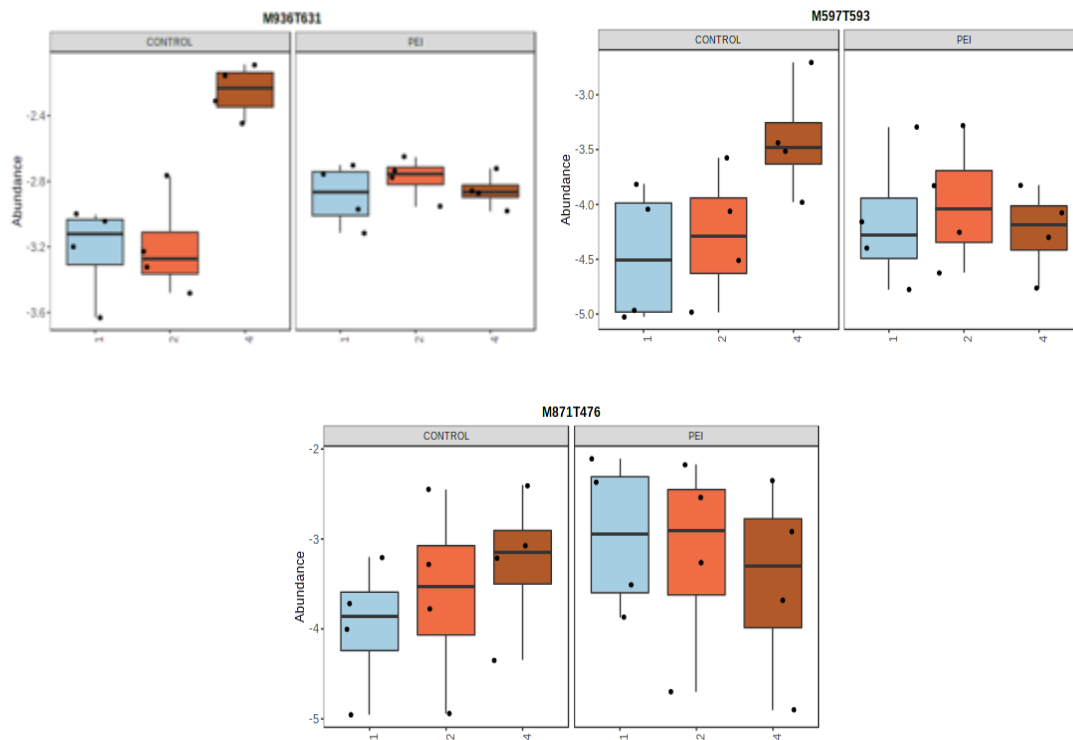 M936T631
CONTROL
PEI
-2.4
-2.8
-3.2
-3.6
Abundance
1
2
4
1
2
4
M597T593
CONTROL
PEI
-3.0
-3.5
-4.0
-4.5
-5.0
Abundance
1
2
4
1
2
4
M871T476
CONTROL
PEI
-2
-3
-4
-5
Abundance
1
2
4
1
2
4